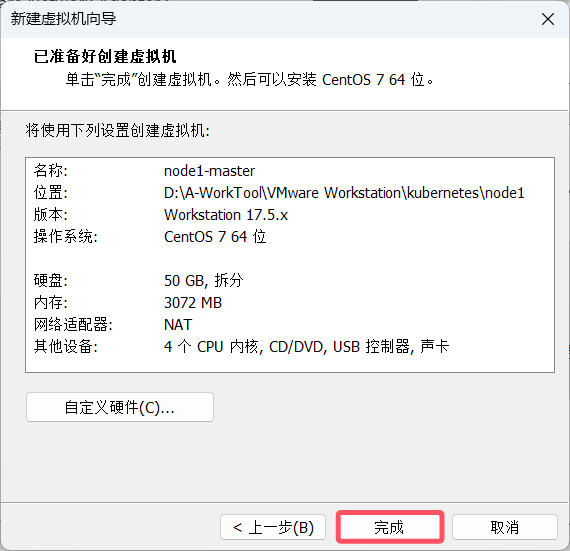 新建虚拟机向导
已准备好创建虚拟机
单击“完成”创建虚拟机。然后可以安装 CentOS 7 64 位。
将使用下列设置创建虚拟机:
名称: node1-master
位置: D:\A-WorkTool\VMware Workstation\kubernetes\node1
版本: Workstation 17.5.x
操作系统: CentOS 7 64 位
硬盘: 50 GB, 拆分
内存: 3072 MB
网络适配器: NAT
其他设备: 4 个 CPU 内核, CD/DVD, USB 控制器, 声卡
自定义硬件(C)...
< 上一步(B) 完成 取消